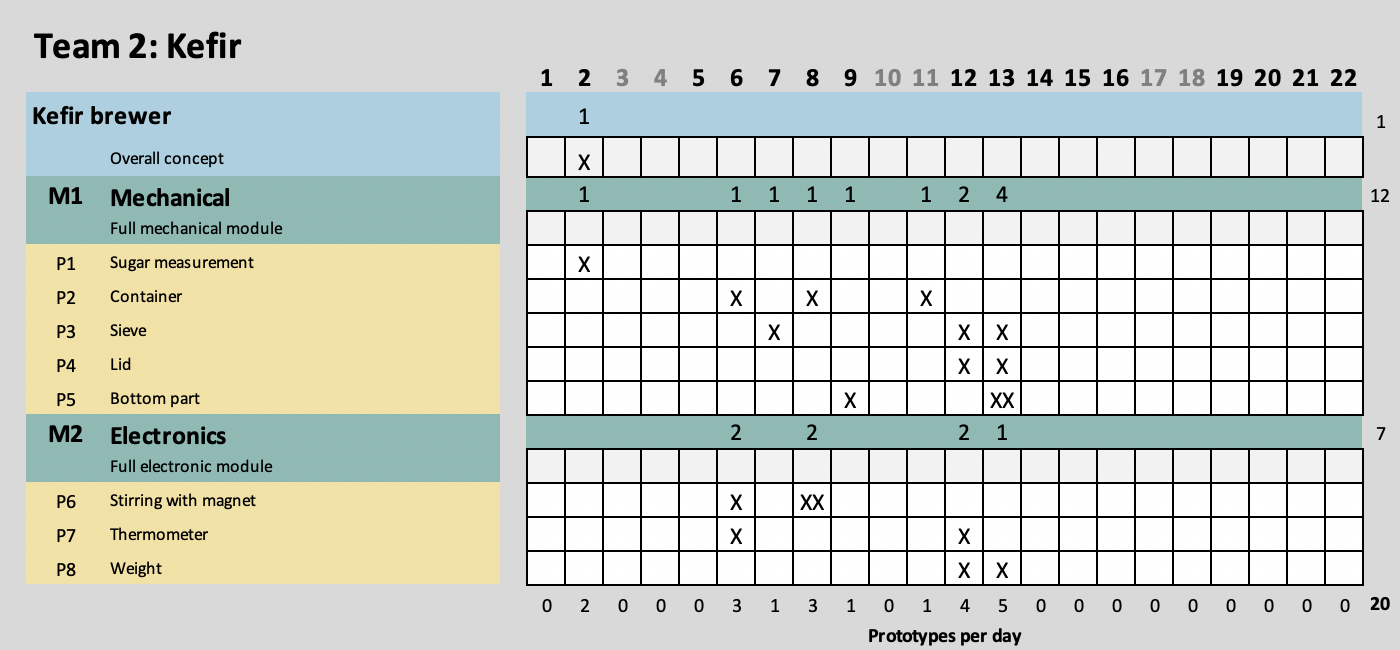 Team 2: Kefir
1 2 3 4 5 6 7 8 9 10 11 12 13 14 15 16 17 18 19 20 21 22
Kefir brewer 1 1
Overall concept X
M1 Mechanical 1 1 1 1 1 1 2 4 12
Full mechanical module
P1 Sugar measurement X
P2 Container X X X
P3 Sieve X X X
P4 Lid X X
P5 Bottom part X XX
M2 Electronics 2 2 2 1 7
Full electronic module
P6 Stirring with magnet X XX
P7 Thermometer X X
P8 Weight X X
0 2 0 0 0 3 1 3 1 0 1 4 5 0 0 0 0 0 0 0 0 0 20
Prototypes per day